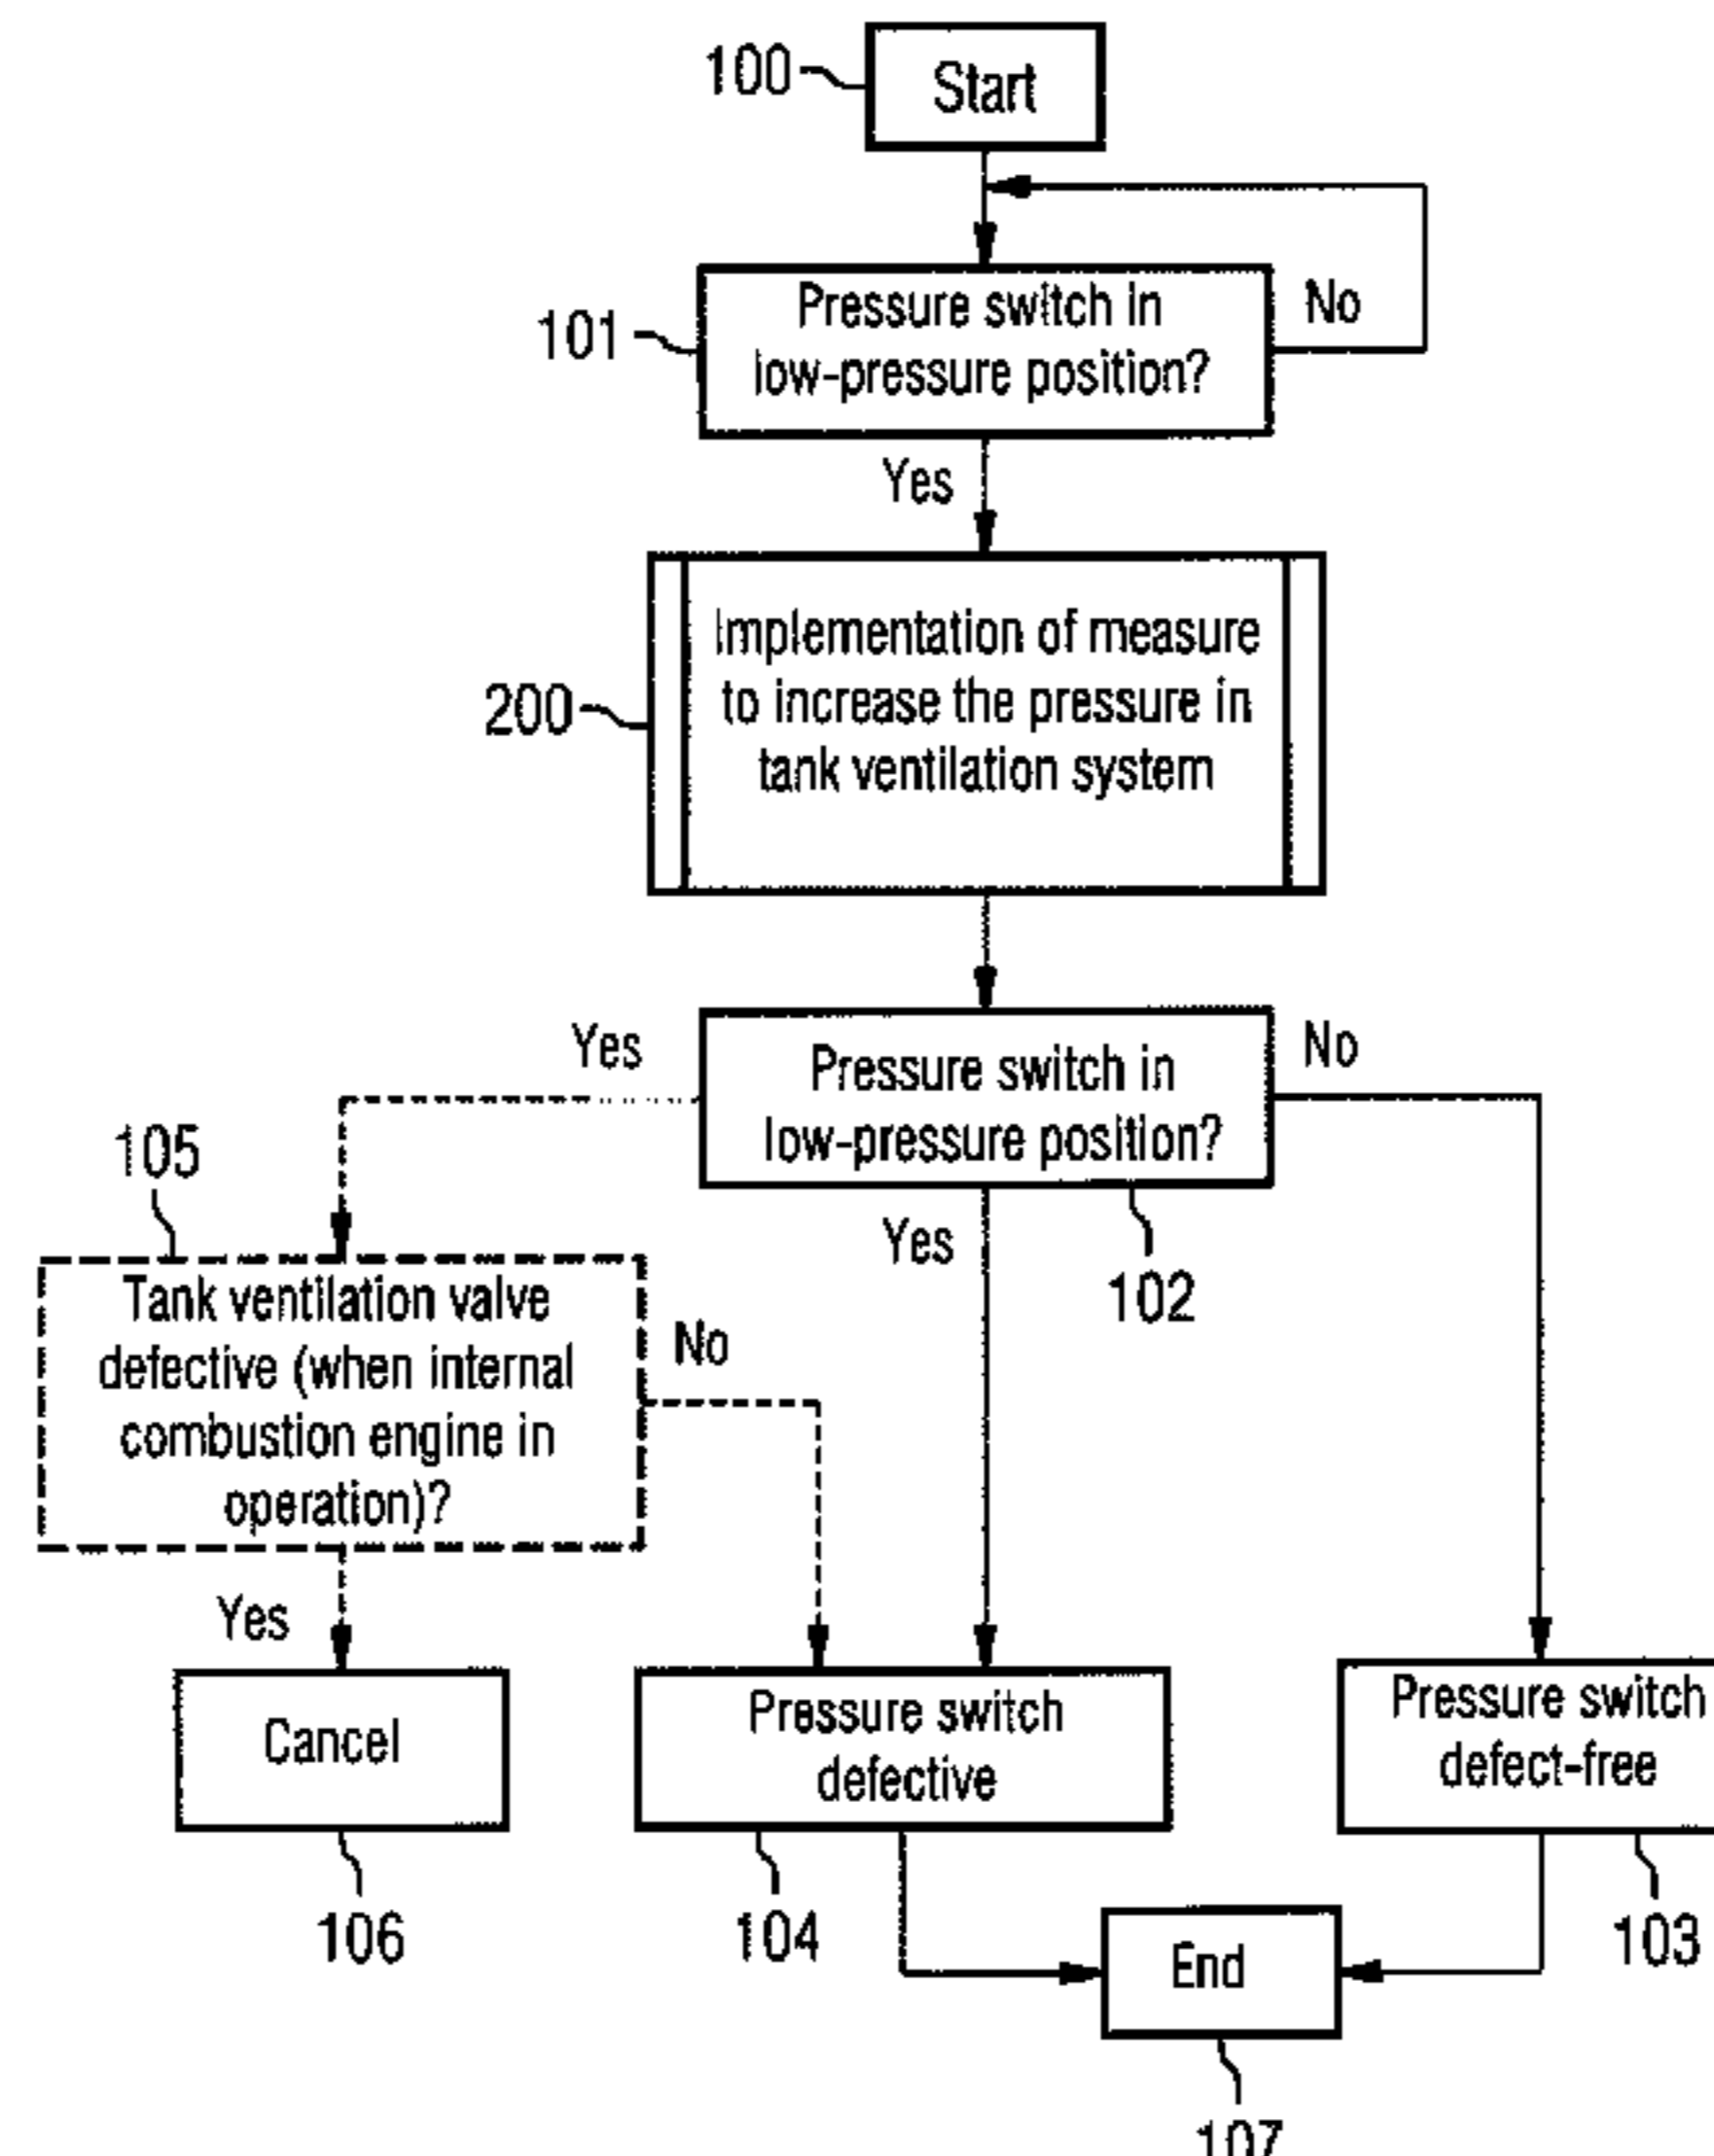 100
Start
101
Pressure switch in
low-pressure position?
No
Yes
200
Implementation of measure
to increase the pressure in
tank ventilation system
Yes
Pressure switch in
low-pressure position?
No
105
Yes
102
Tank ventilation valve
defective (when internal
combustion engine in
operation)?
No
Yes
Cancel
Pressure switch
defective
Pressure switch
defect-free
106
104
End
103
107